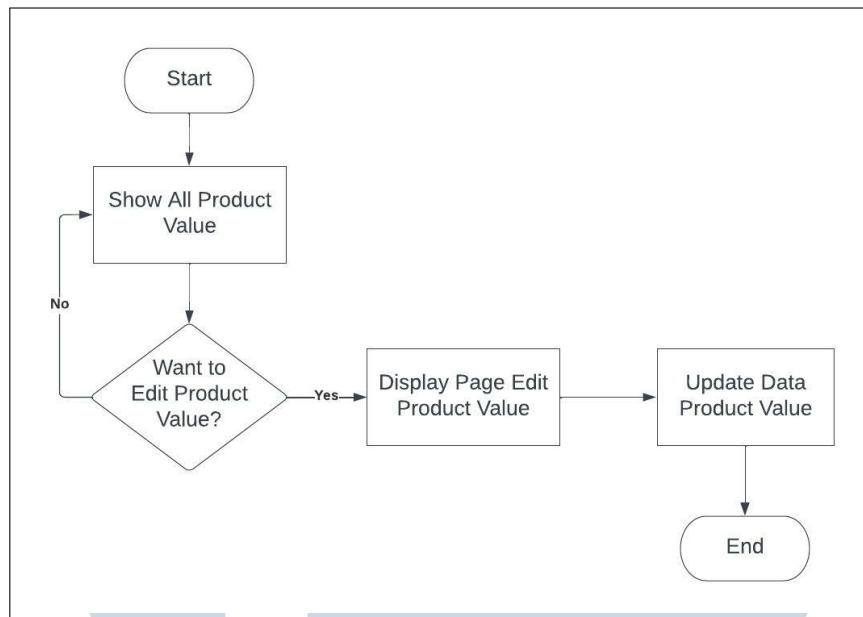 Start
Show All Product
Value
No
Want to
Edit Product
Value?
Yes
Display Page Edit
Product Value
Update Data
Product Value
End